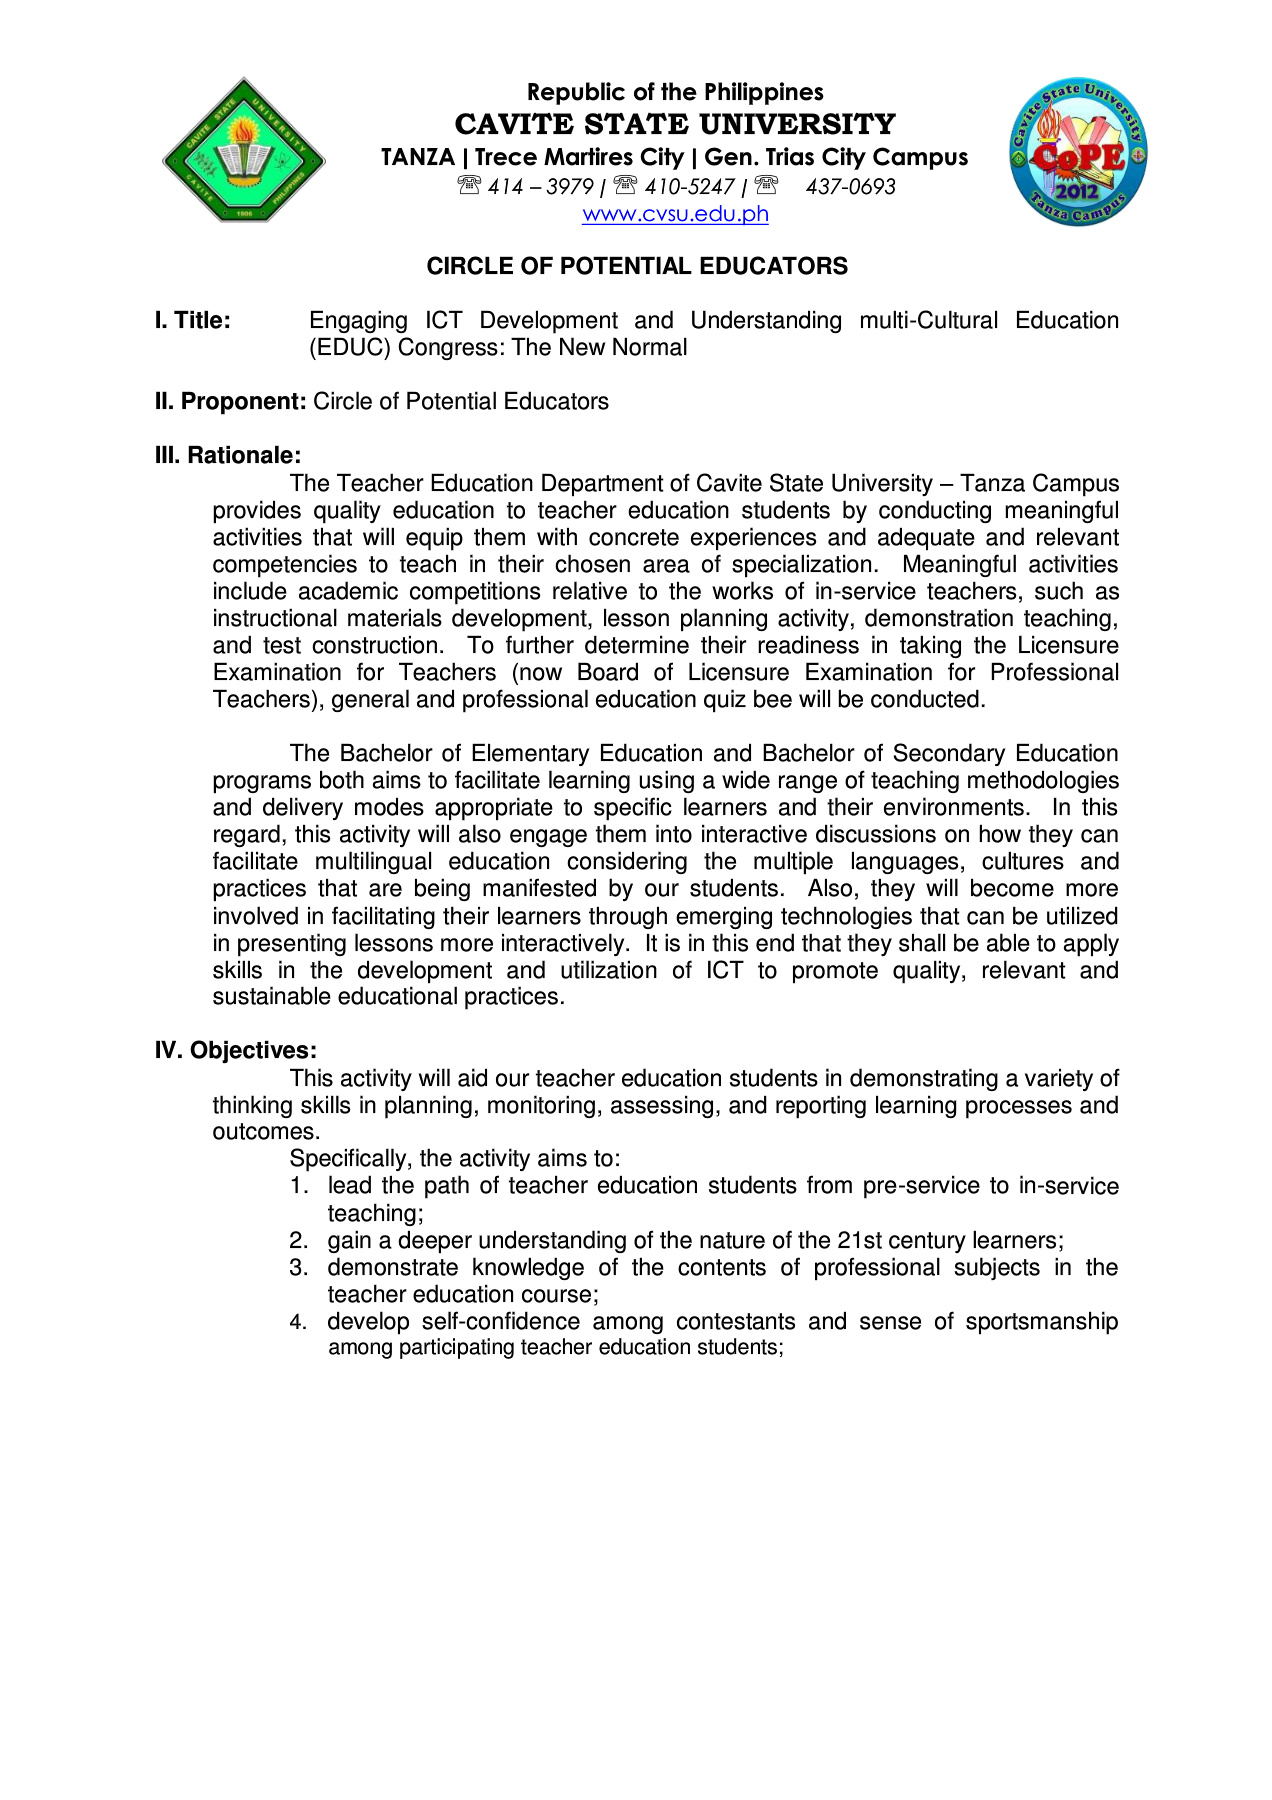 Republic of the Philippines
CAVITE STATE UNIVERSITY
TANZA | Trece Martires City | Gen. Trias City Campus
☏ 414 – 3979 | ☏ 410-5247 | ☏ 437-0693
www.cvsu.edu.ph
CAVITE STATE UNIVERSITY
CAVITE PHILIPPINES
1906
Cavite State University
CoPE
2012
Tanza Campus
CIRCLE OF POTENTIAL EDUCATORS
I. Title: Engaging ICT Development and Understanding multi-Cultural Education
(EDUC) Congress: The New Normal
II. Proponent: Circle of Potential Educators
III. Rationale:
The Teacher Education Department of Cavite State University – Tanza Campus
provides quality education to teacher education students by conducting meaningful
activities that will equip them with concrete experiences and adequate and relevant
competencies to teach in their chosen area of specialization. Meaningful activities
include academic competitions relative to the works of in-service teachers, such as
instructional materials development, lesson planning activity, demonstration teaching,
and test construction. To further determine their readiness in taking the Licensure
Examination for Teachers (now Board of Licensure Examination for Professional
Teachers), general and professional education quiz bee will be conducted.
The Bachelor of Elementary Education and Bachelor of Secondary Education
programs both aims to facilitate learning using a wide range of teaching methodologies
and delivery modes appropriate to specific learners and their environments. In this
regard, this activity will also engage them into interactive discussions on how they can
facilitate multilingual education considering the multiple languages, cultures and
practices that are being manifested by our students. Also, they will become more
involved in facilitating their learners through emerging technologies that can be utilized
in presenting lessons more interactively. It is in this end that they shall be able to apply
skills in the development and utilization of ICT to promote quality, relevant and
sustainable educational practices.
IV. Objectives:
This activity will aid our teacher education students in demonstrating a variety of
thinking skills in planning, monitoring, assessing, and reporting learning processes and
outcomes.
Specifically, the activity aims to:
1. lead the path of teacher education students from pre-service to in-service
teaching;
2. gain a deeper understanding of the nature of the 21st century learners;
3. demonstrate knowledge of the contents of professional subjects in the
teacher education course;
4. develop self-confidence among contestants and sense of sportsmanship
among participating teacher education students;